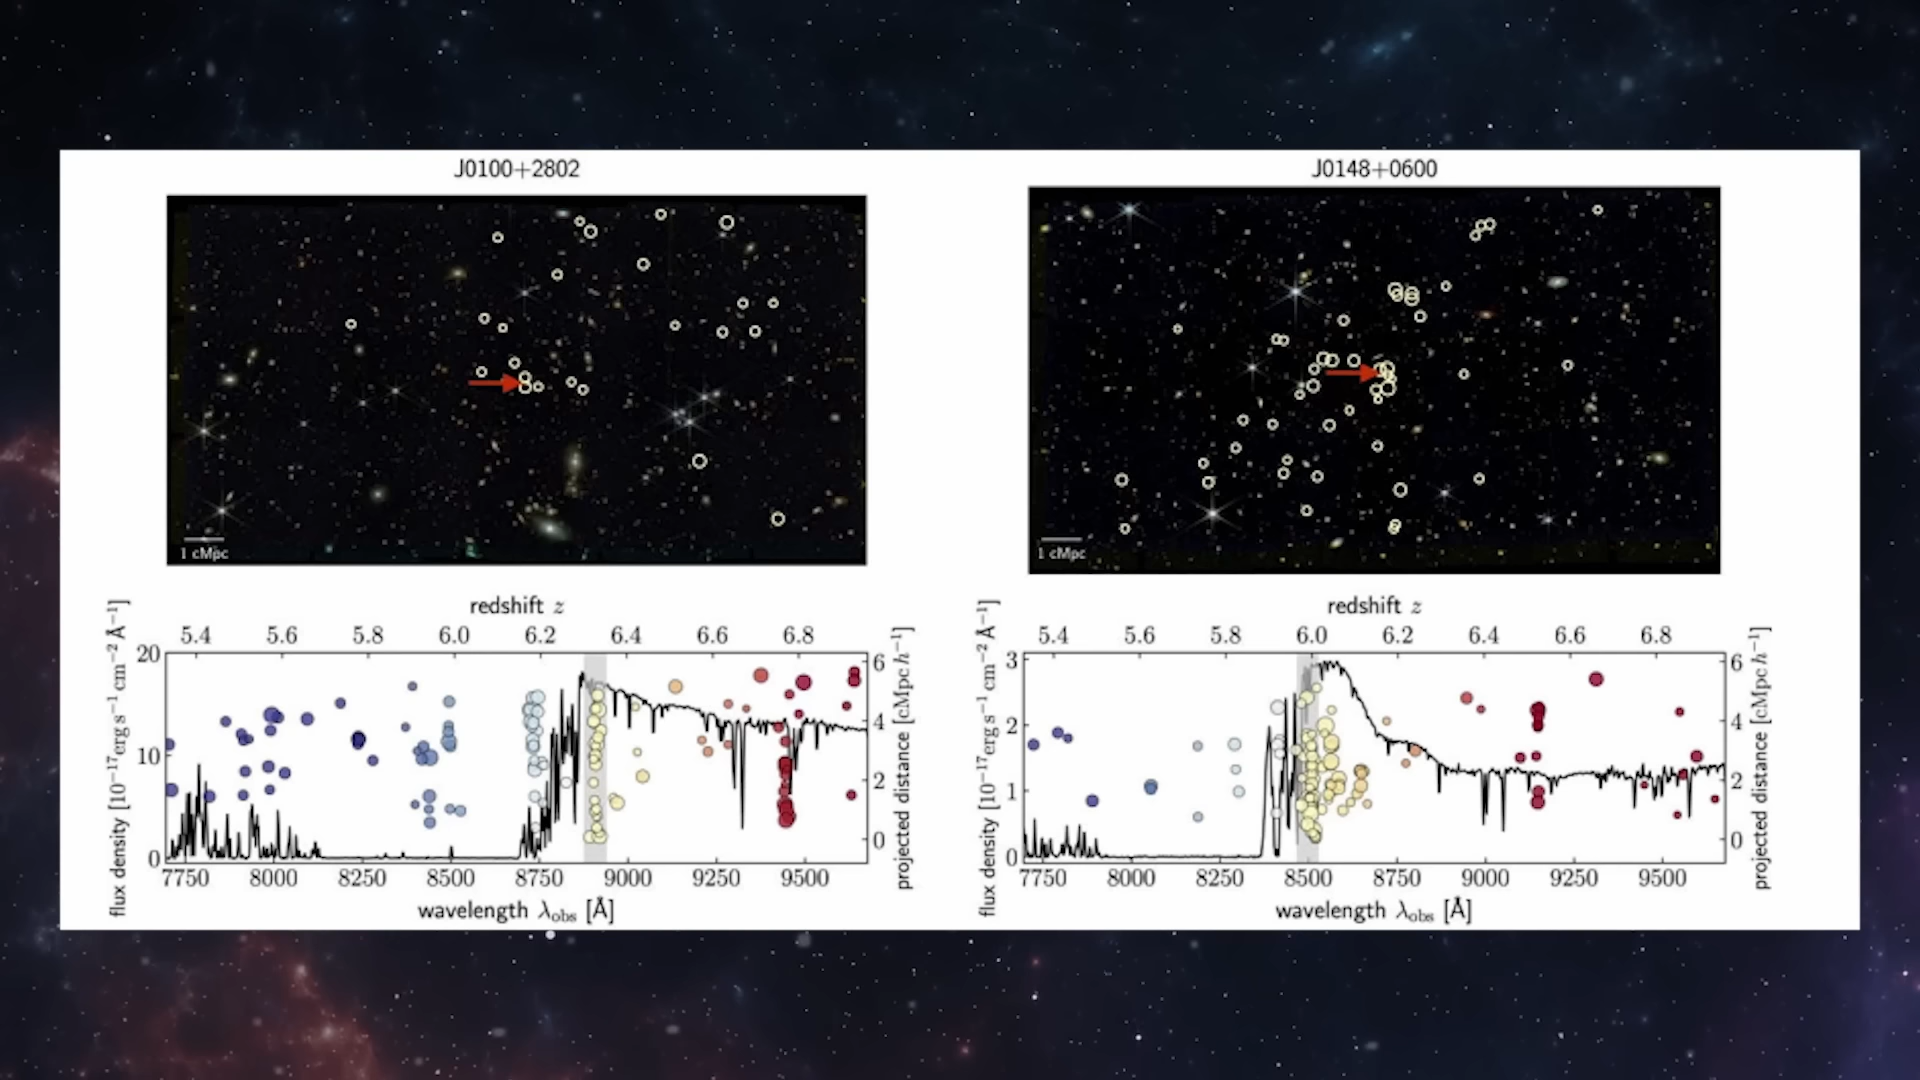 J0100+2802
1 cMpc
redshift z
5.4 5.6 5.8 6.0 6.2 6.4 6.6 6.8
flux density [10⁻¹⁷erg s⁻¹ cm⁻² Å⁻¹]
20
10
0
6
4
2
0
projected distance [cMpc h⁻¹]
7750 8000 8250 8500 8750 9000 9250 9500
wavelength λobs [Å]
J0148+0600
1 cMpc
redshift z
5.4 5.6 5.8 6.0 6.2 6.4 6.6 6.8
flux density [10⁻¹⁷erg s⁻¹ cm⁻² Å⁻¹]
3
2
1
0
6
4
2
0
projected distance [cMpc h⁻¹]
7750 8000 8250 8500 8750 9000 9250 9500
wavelength λobs [Å]